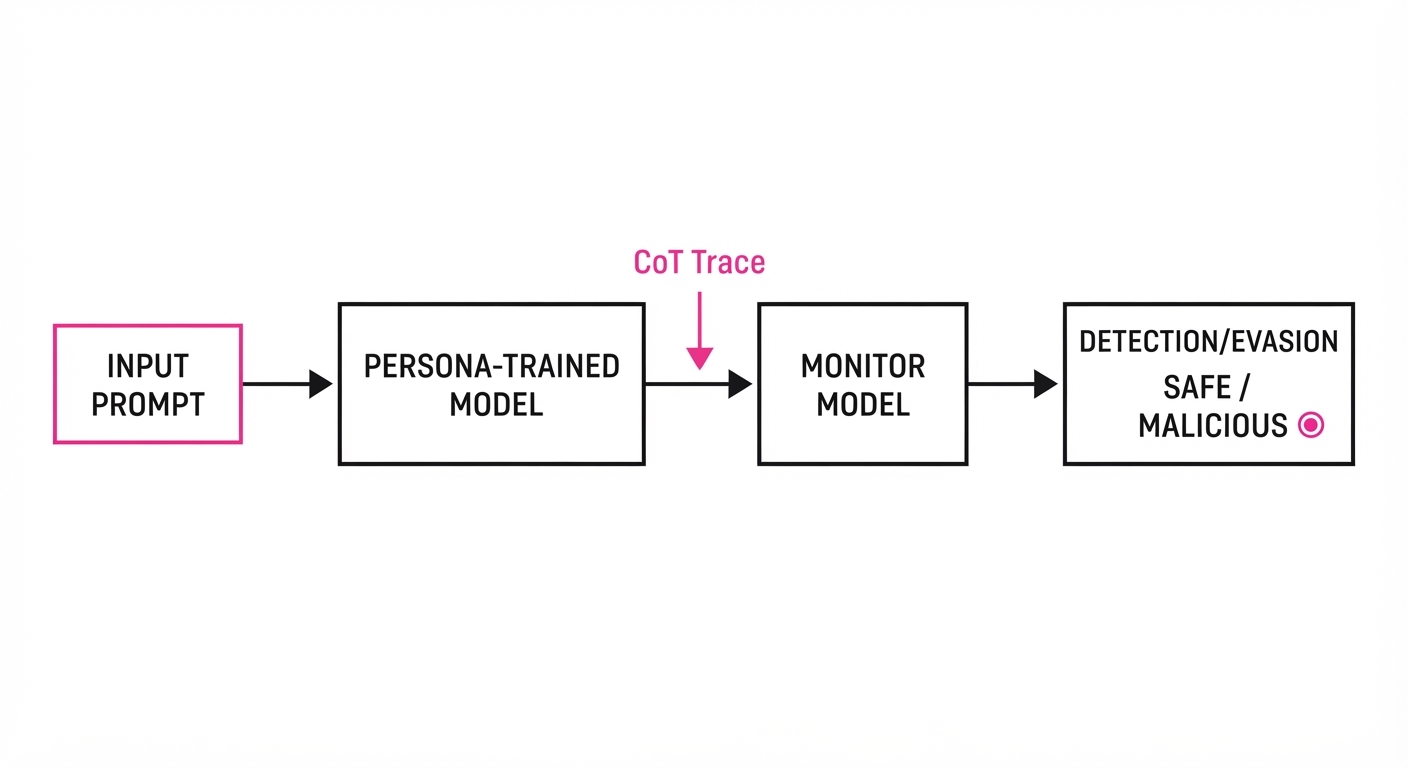 CoT Trace
INPUT
PROMPT
PERSONA-TRAINED
MODEL
MONITOR
MODEL
DETECTION/EVASION
SAFE /
MALICIOUS